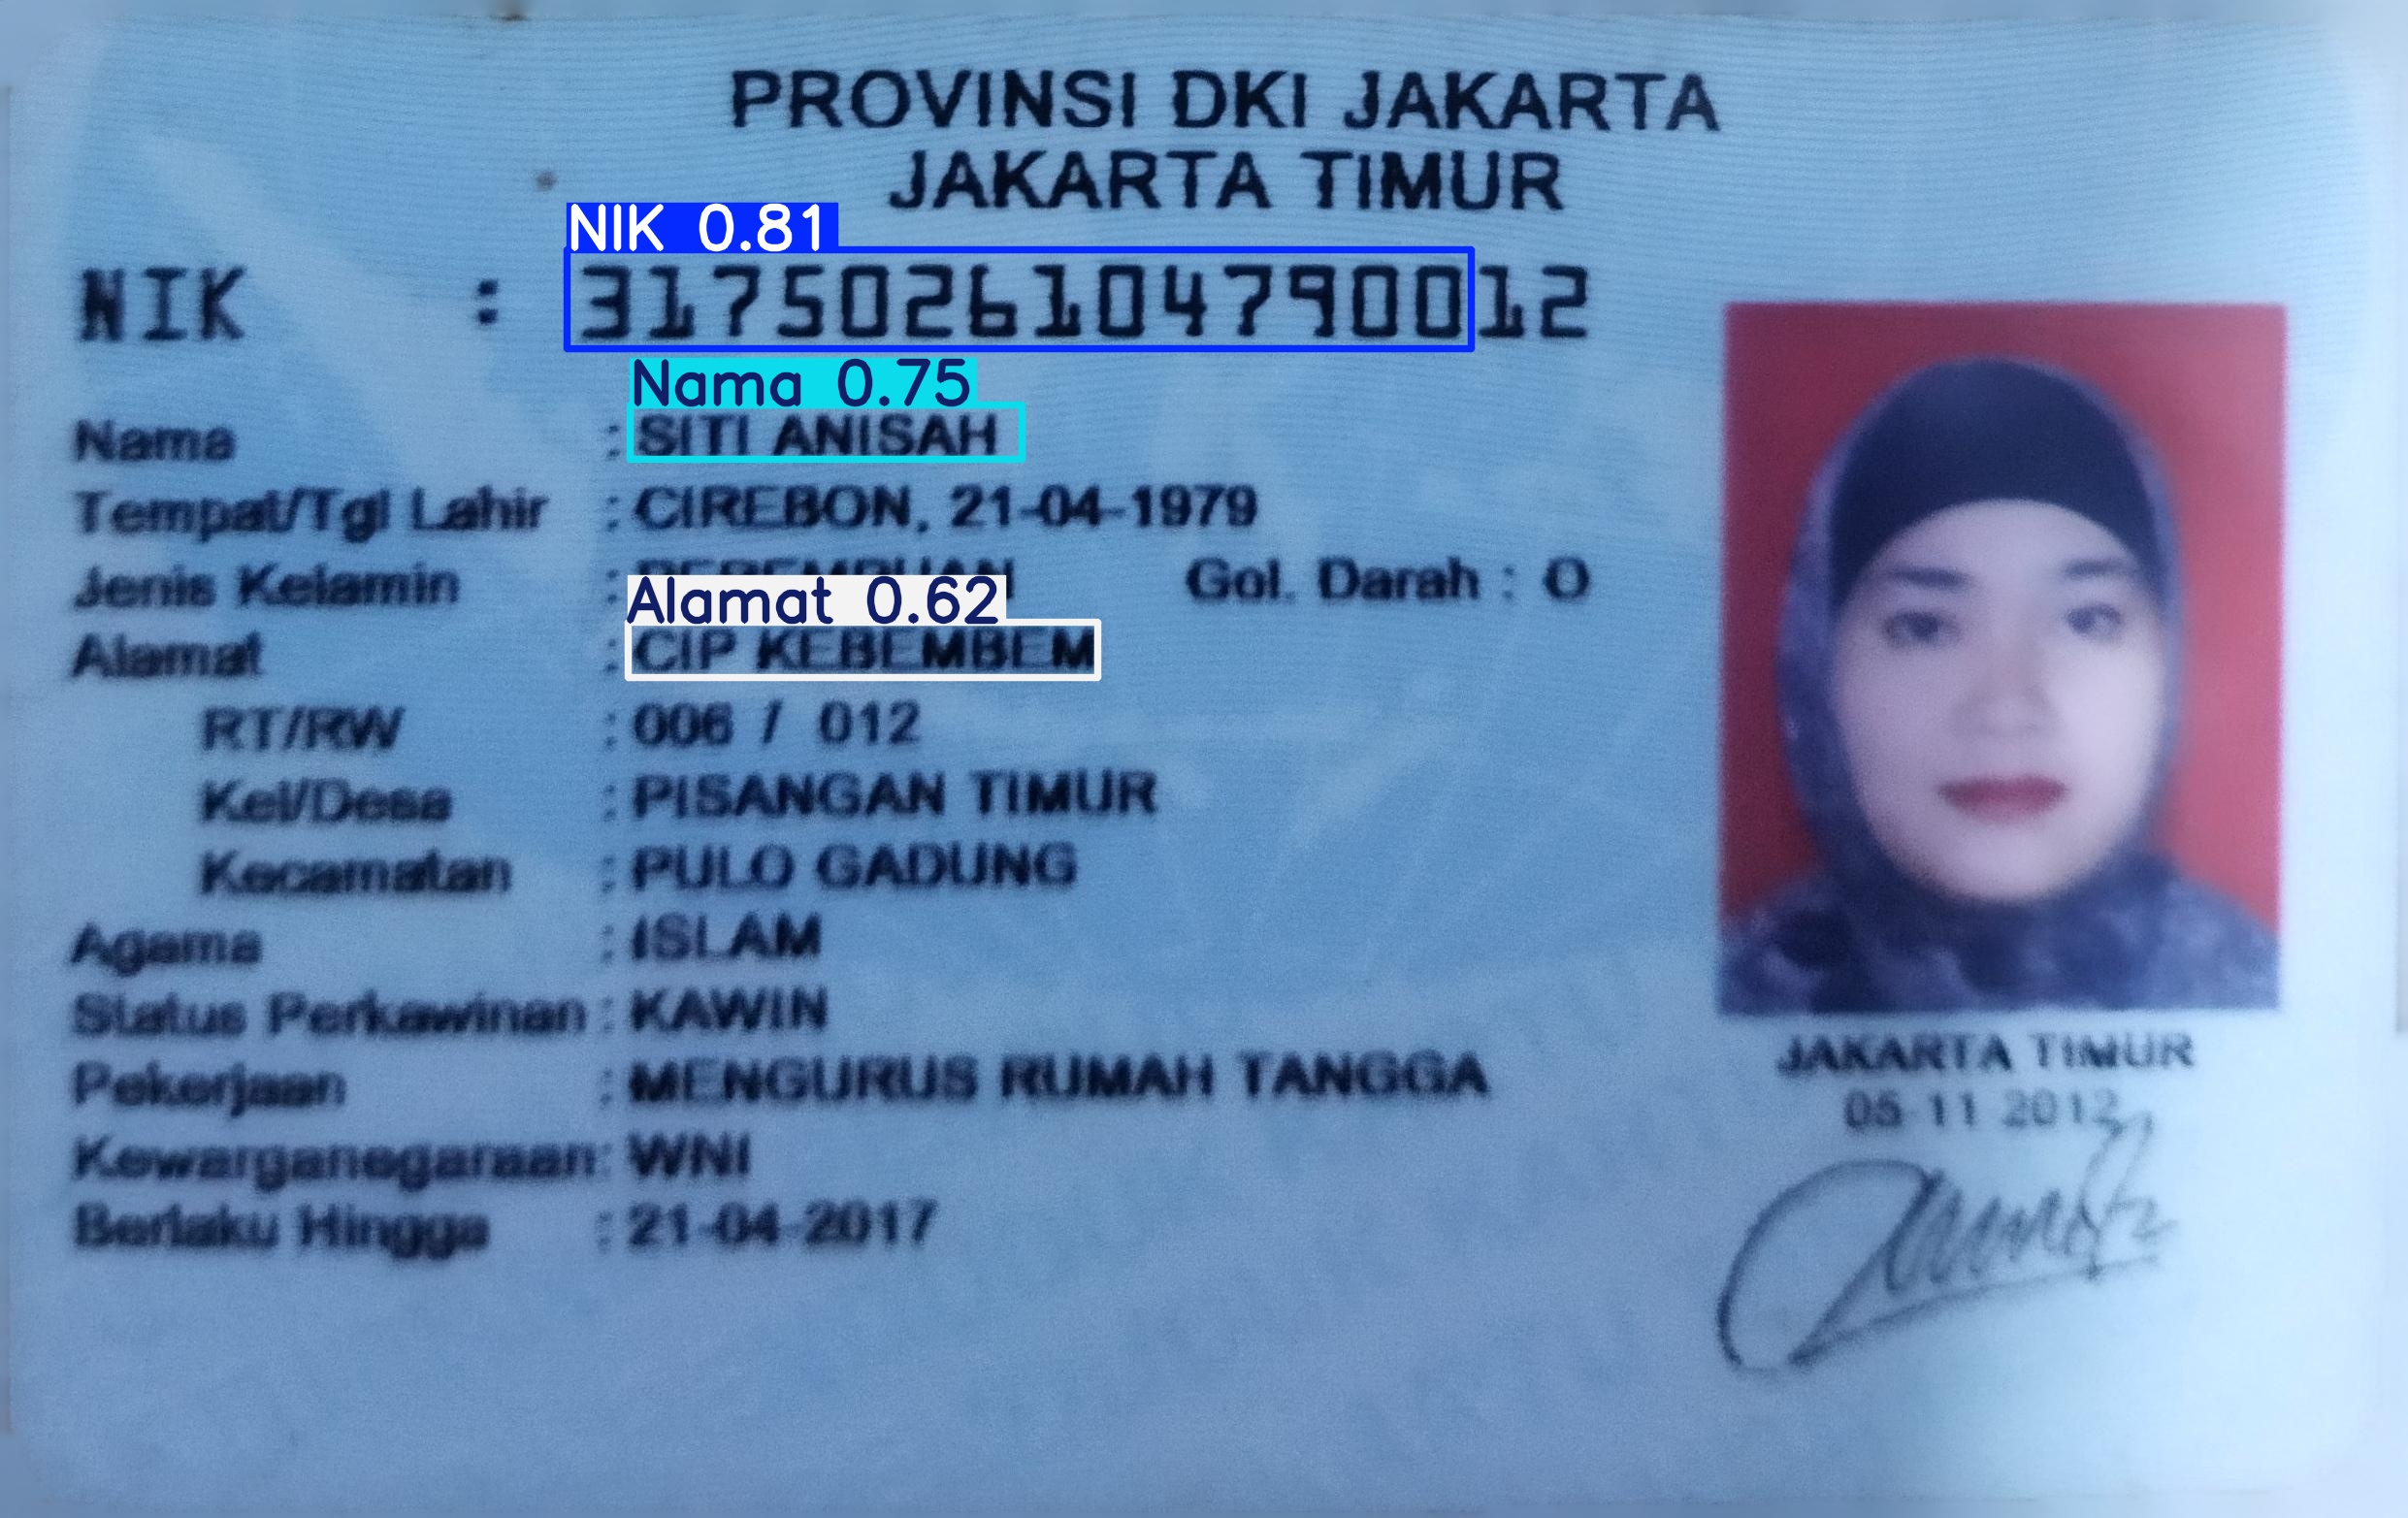 PROVINSI DKI JAKARTA
JAKARTA TIMUR
NIK 0.81
NIK : 3175026104790012
Nama 0.75
Nama : SITI ANISAH
Tempat/Tgl Lahir : CIREBON, 21-04-1979
Jenis Kelamin : PEREMPUAN Gol. Darah : O
Alamat 0.62
Alamat : CIP KEBEMBEM
RT/RW : 006 / 012
Kel/Desa : PISANGAN TIMUR
Kecamatan : PULO GADUNG
Agama : ISLAM
Status Perkawinan : KAWIN
Pekerjaan : MENGURUS RUMAH TANGGA
Kewarganegaraan: WNI
Berlaku Hingga : 21-04-2017
JAKARTA TIMUR
05-11-2012